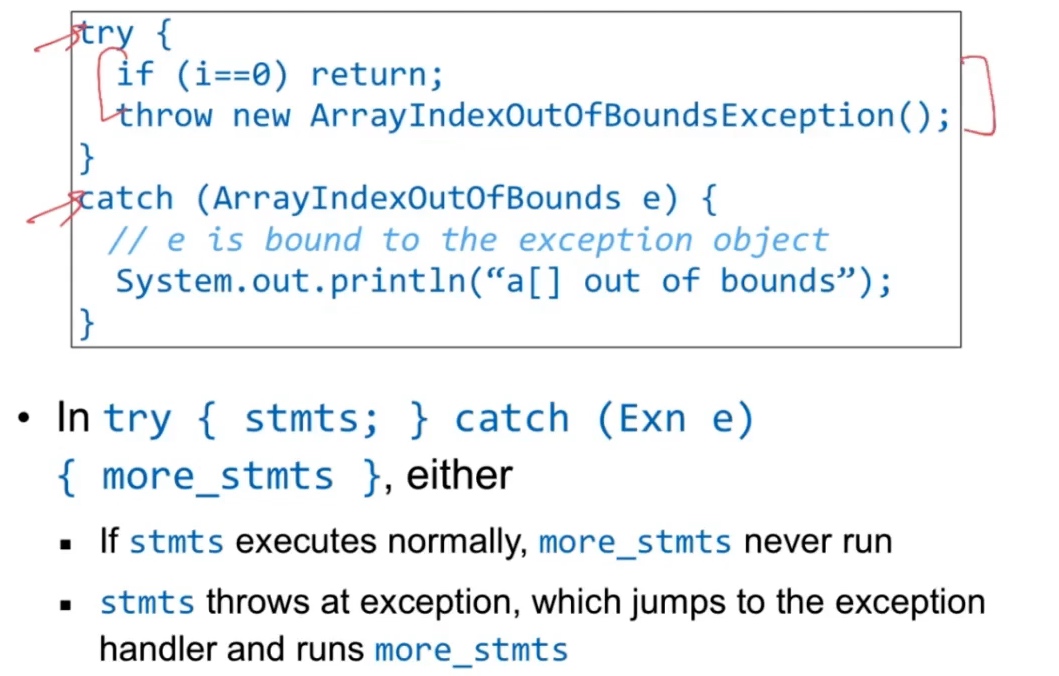 try {
if (i==0) return;
throw new ArrayIndexOutOfBoundsException();
}
catch (ArrayIndexOutOfBounds e) {
// e is bound to the exception object
System.out.println(“a[] out of bounds”);
}
• In try { stmts; } catch (Exn e)
{ more_stmts }, either
▪ If stmts executes normally, more_stmts never run
▪ stmts throws at exception, which jumps to the exception
handler and runs more_stmts